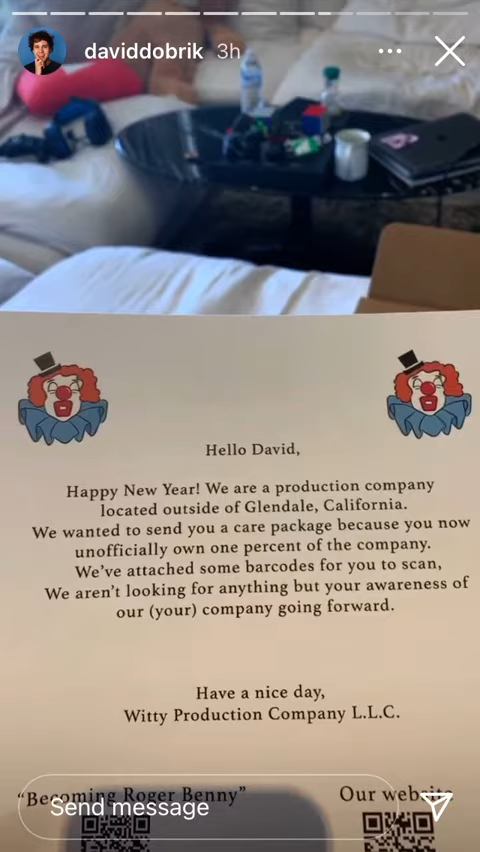 daviddobrik 3h
Hello David,
Happy New Year! We are a production company
located outside of Glendale, California.
We wanted to send you a care package because you now
unofficially own one percent of the company.
We've attached some barcodes for you to scan,
We aren't looking for anything but your awareness of
our (your) company going forward.
Have a nice day,
Witty Production Company L.L.C.
“Becoming Roger Benny” Our website
Send message